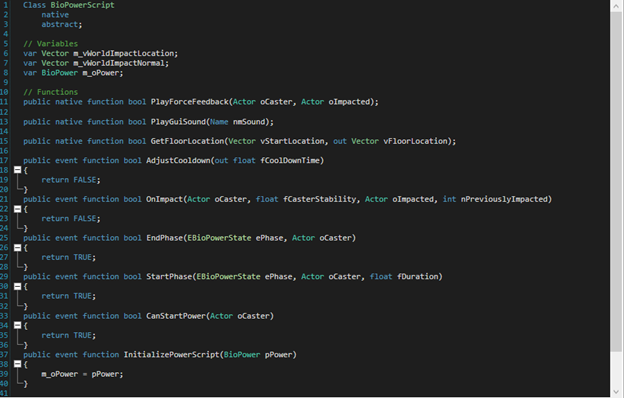 1 Class BioPowerScript
2 native
3 abstract;
4
5 // Variables
6 var Vector m_vWorldImpactLocation;
7 var Vector m_vWorldImpactNormal;
8 var BioPower m_oPower;
9
10 // Functions
11 public native function bool PlayForceFeedback(Actor oCaster, Actor oImpacted);
12
13 public native function bool PlayGuiSound(Name nmSound);
14
15 public native function bool GetFloorLocation(Vector vStartLocation, out Vector vFloorLocation);
16
17 public event function bool AdjustCooldown(out float fCoolDownTime)
18 {
19 return FALSE;
20 }
21 public event function bool OnImpact(Actor oCaster, float fCasterStability, Actor oImpacted, int nPreviouslyImpacted)
22 {
23 return FALSE;
24 }
25 public event function bool EndPhase(EBioPowerState ePhase, Actor oCaster)
26 {
27 return TRUE;
28 }
29 public event function bool StartPhase(EBioPowerState ePhase, Actor oCaster, float fDuration)
30 {
31 return TRUE;
32 }
33 public event function bool CanStartPower(Actor oCaster)
34 {
35 return TRUE;
36 }
37 public event function InitializePowerScript(BioPower pPower)
38 {
39 m_oPower = pPower;
40 }
41